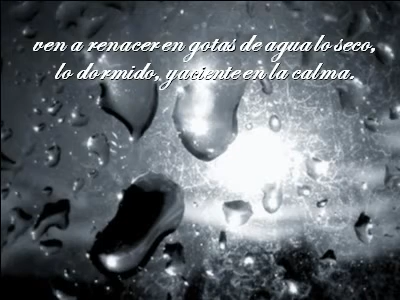 ven a renacer en gotas de agua lo seco,
lo dormido, yaciente en la calma.